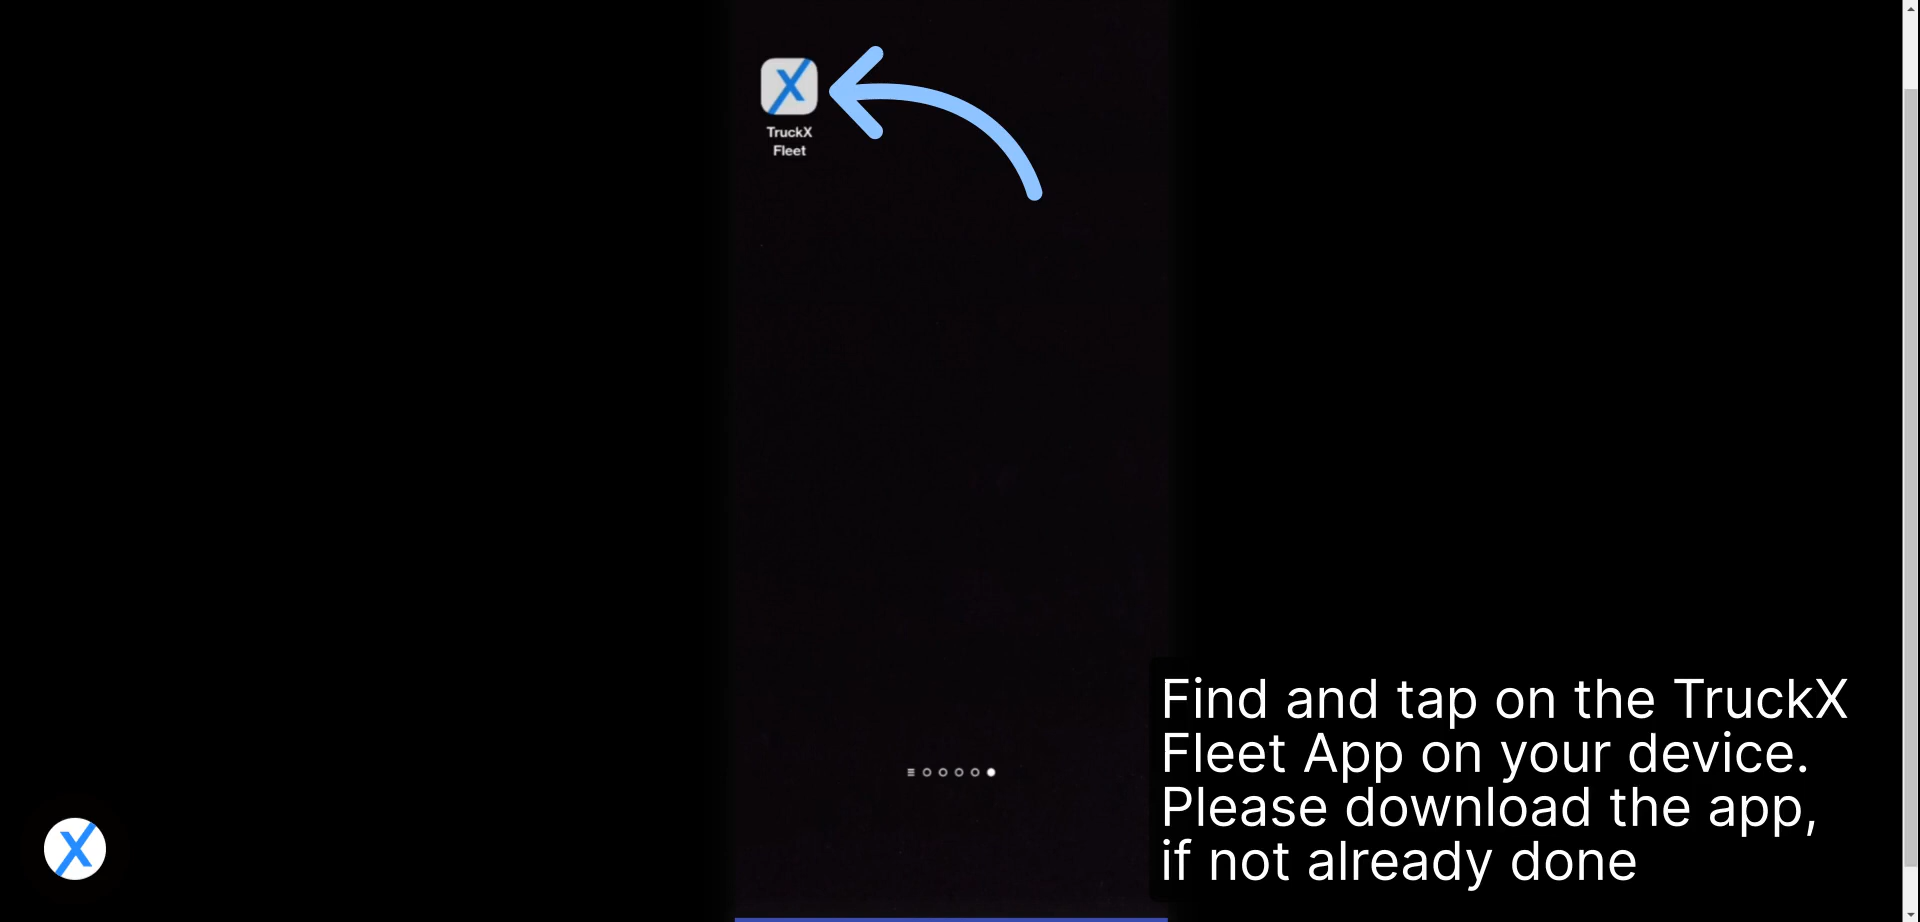 TruckX
Fleet
Find and tap on the TruckX
Fleet App on your device.
Please download the app,
if not already done